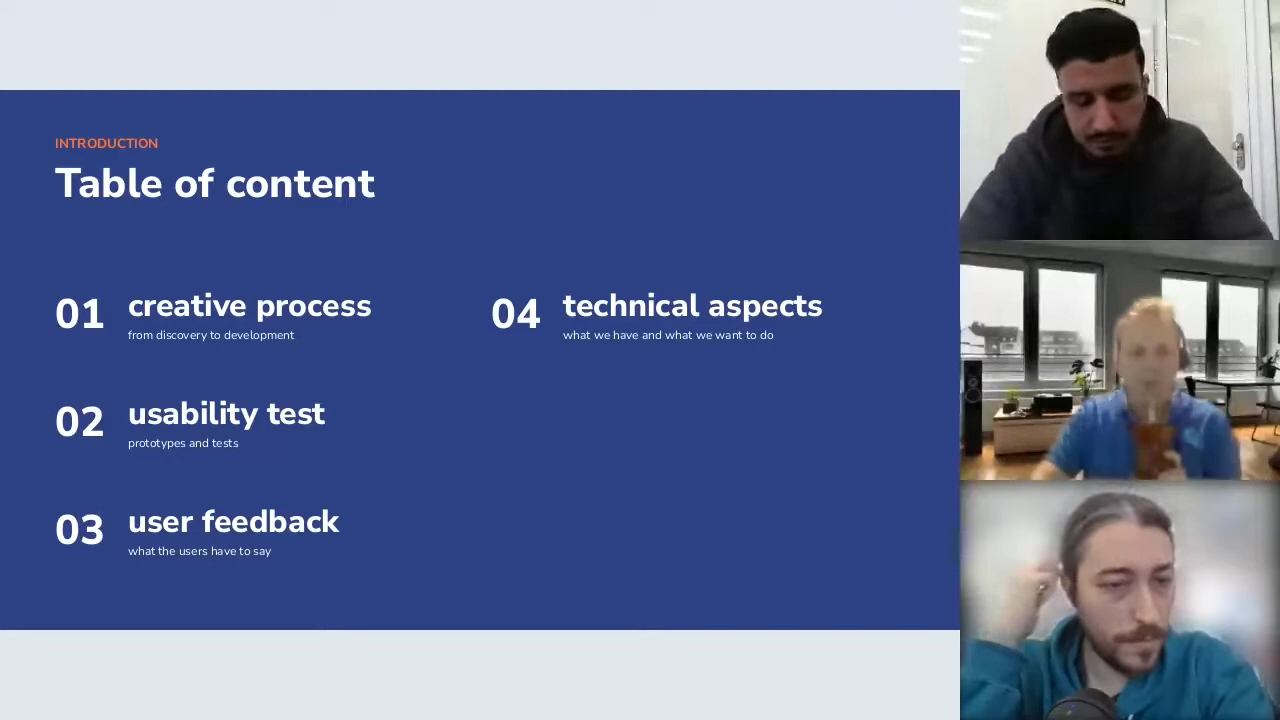 INTRODUCTION
Table of content
01 creative process
from discovery to development
02 usability test
prototypes and tests
03 user feedback
what the users have to say
04 technical aspects
what we have and what we want to do